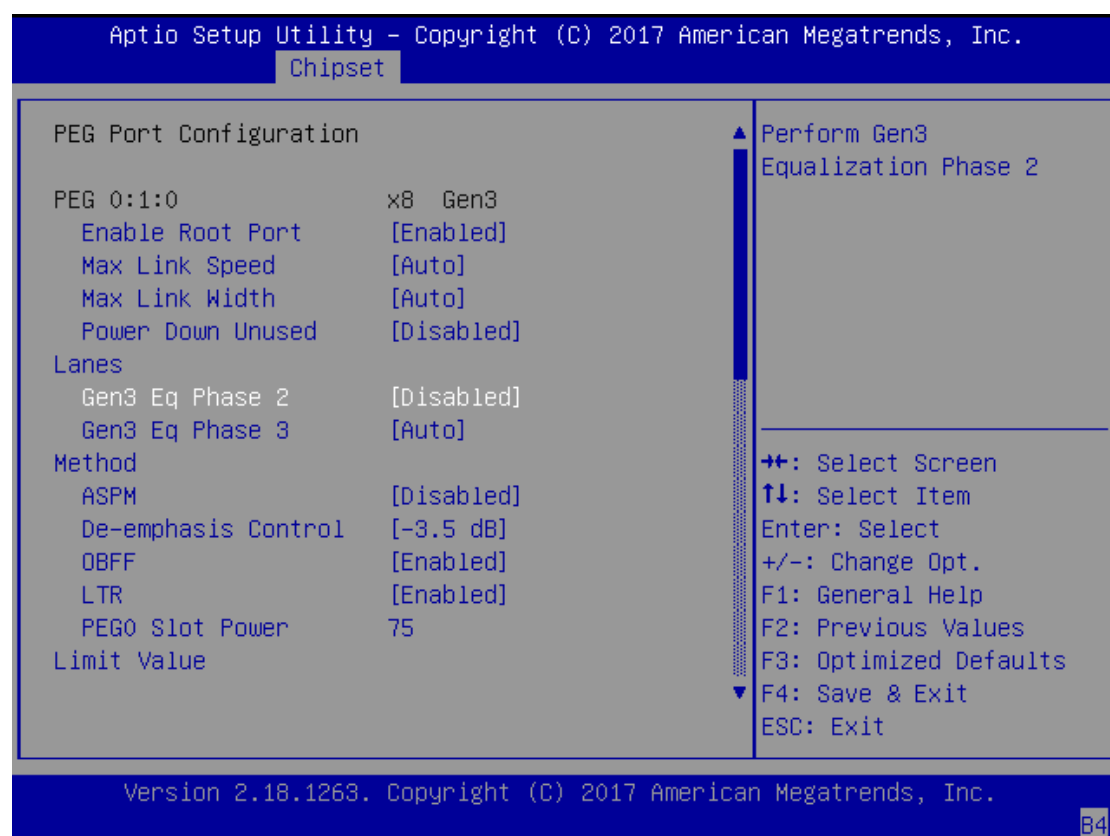 Aptio Setup Utility – Copyright (C) 2017 American Megatrends, Inc.
Chipset
PEG Port Configuration
PEG 0:1:0 x8 Gen3
Enable Root Port [Enabled]
Max Link Speed [Auto]
Max Link Width [Auto]
Power Down Unused [Disabled]
Lanes
Gen3 Eq Phase 2 [Disabled]
Gen3 Eq Phase 3 [Auto]
Method
ASPM [Disabled]
De-emphasis Control [-3.5 dB]
OBFF [Enabled]
LTR [Enabled]
PEG0 Slot Power 75
Limit Value
Perform Gen3
Equalization Phase 2
→←: Select Screen
↑↓: Select Item
Enter: Select
+/-: Change Opt.
F1: General Help
F2: Previous Values
F3: Optimized Defaults
F4: Save & Exit
ESC: Exit
Version 2.18.1263. Copyright (C) 2017 American Megatrends, Inc.
B4